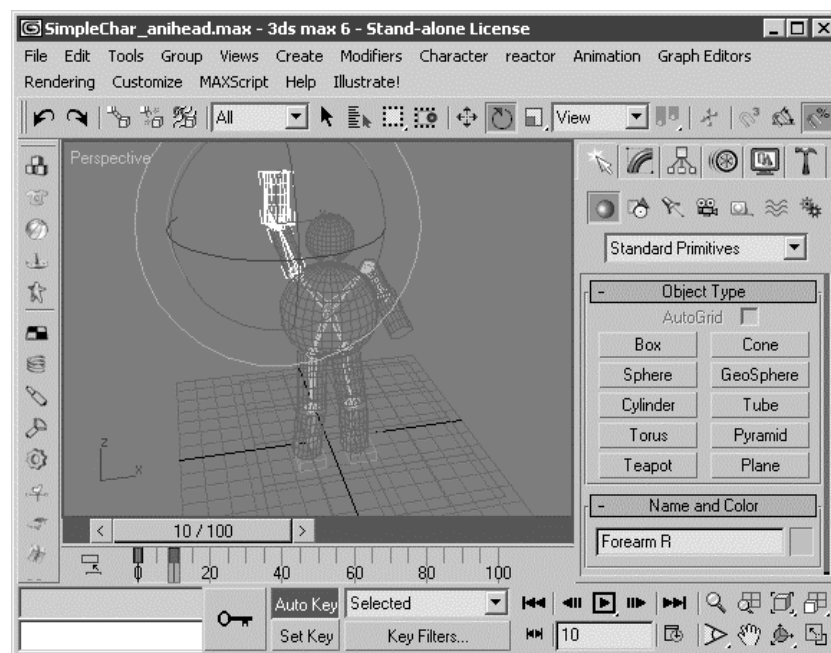 SimpleChar_anihead.max - 3ds max 6 - Stand-alone License
File Edit Tools Group Views Create Modifiers Character reactor Animation Graph Editors
Rendering Customize MAXScript Help Illustrate!
All View
Perspective
Standard Primitives
- Object Type
AutoGrid
Box Cone
Sphere GeoSphere
Cylinder Tube
Torus Pyramid
Teapot Plane
z
x
- Name and Color
< 10 / 100 >
Forearm R
0 20 40 60 80 100
Auto Key Selected
Set Key Key Filters... 10